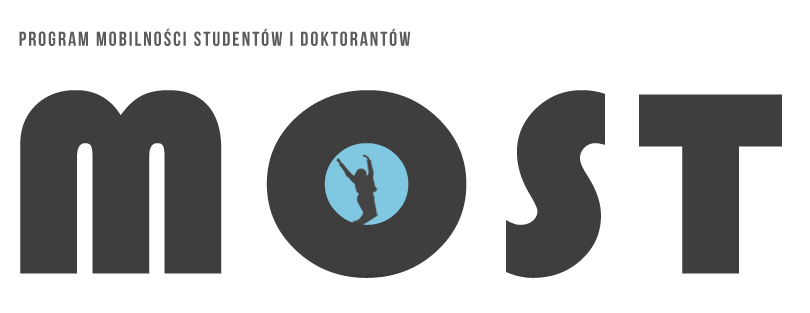 PROGRAM MOBILNOŚCI STUDENTÓW I DOKTORANTÓW
MOST